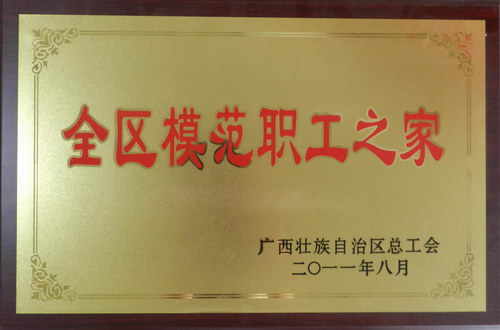 全区模范职工之家
广西壮族自治区总工会
二〇一一年八月